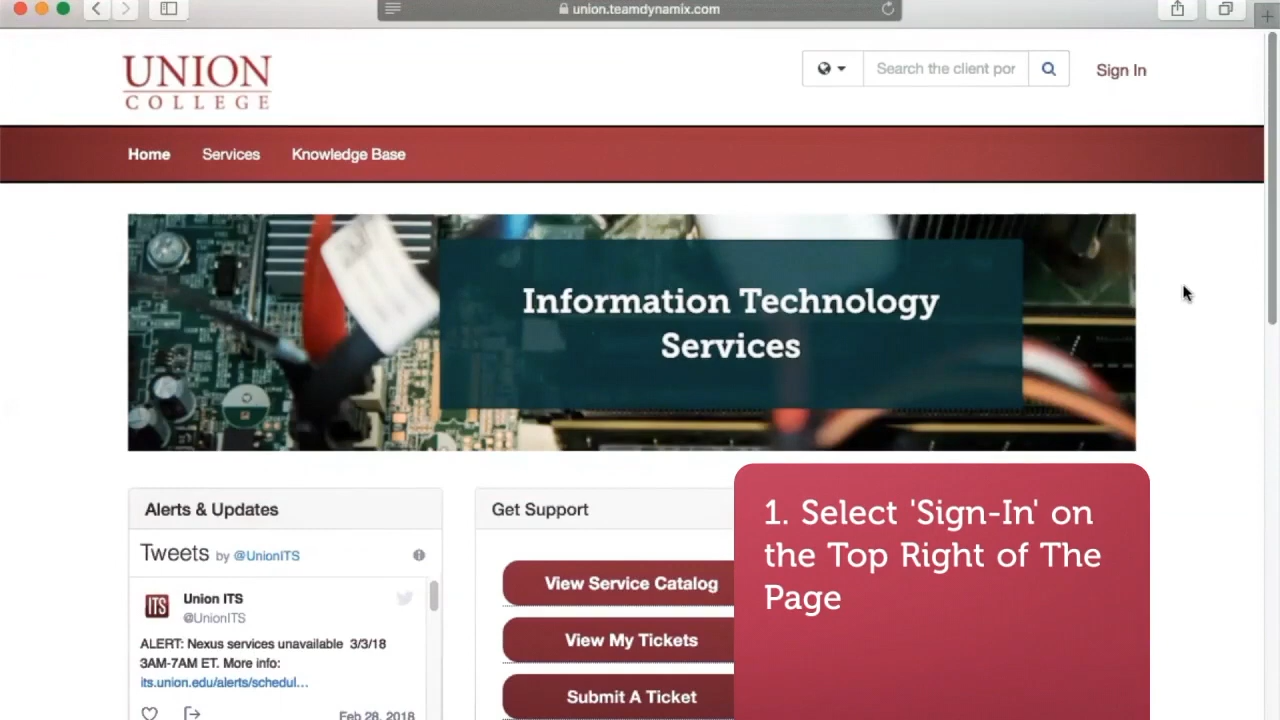 union.teamdynamix.com
UNION
COLLEGE
Search the client por
Sign In
Home
Services
Knowledge Base
Information Technology
Services
Alerts & Updates
Tweets by @UnionITS
ITS
Union ITS
@UnionITS
ALERT: Nexus services unavailable 3/3/18
3AM-7AM ET. More info:
its.union.edu/alerts/schedul...
Feb 28, 2018
Get Support
View Service Catalog
View My Tickets
Submit A Ticket
1. Select 'Sign-In' on
the Top Right of The
Page